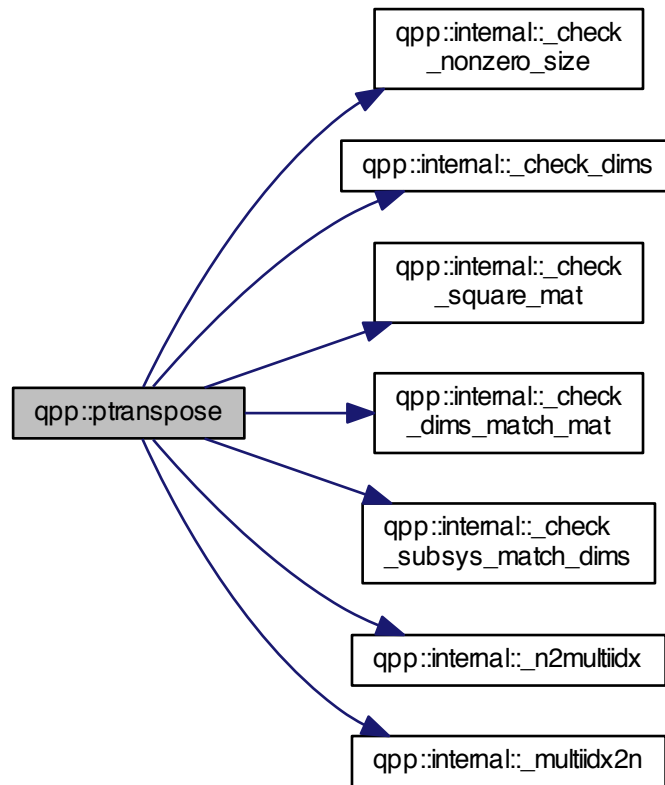 qpp::internal::_check
_nonzero_size
qpp::internal::_check_dims
qpp::internal::_check
_square_mat
qpp::ptranspose
qpp::internal::_check
_dims_match_mat
qpp::internal::_check
_subsys_match_dims
qpp::internal::_n2multiidx
qpp::internal::_multiidx2n